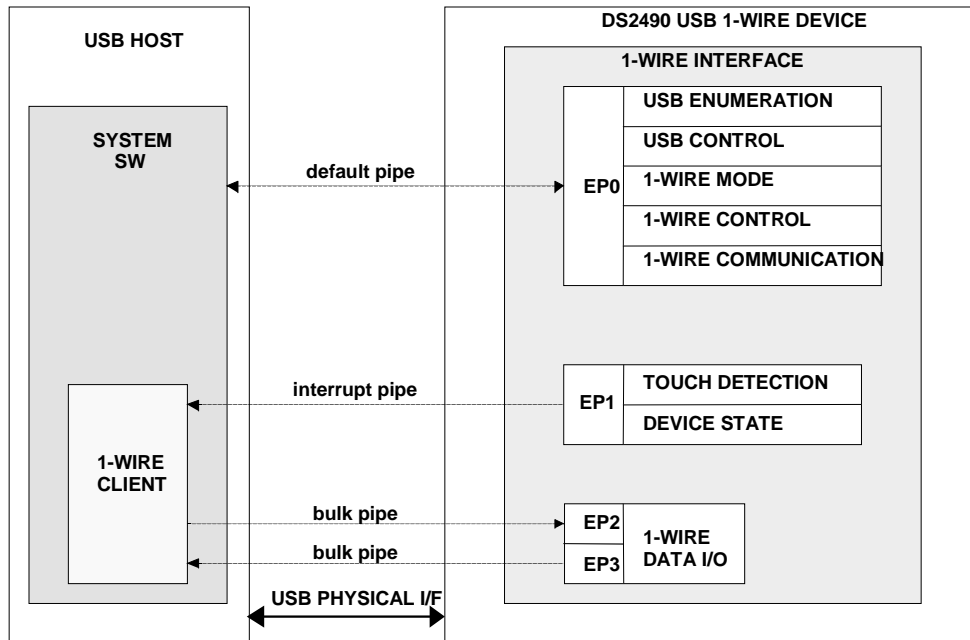 DS2490 USB 1-WIRE DEVICE
USB HOST
1-WIRE INTERFACE
SYSTEM
SW
default pipe
EP0
USB ENUMERATION
USB CONTROL
1-WIRE MODE
1-WIRE CONTROL
1-WIRE COMMUNICATION
interrupt pipe
EP1
TOUCH DETECTION
DEVICE STATE
1-WIRE
CLIENT
bulk pipe
EP2
bulk pipe
EP3
1-WIRE
DATA I/O
USB PHYSICAL I/F